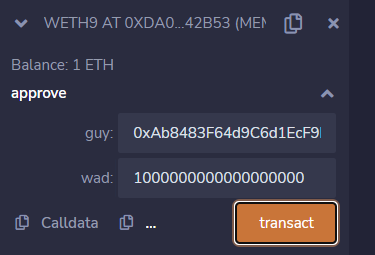 WETH9 AT 0XDA0...42B53 (MEM
Balance: 1 ETH
approve
guy: 0xAb8483F64d9C6d1EcF9
wad: 1000000000000000000
Calldata ... transact